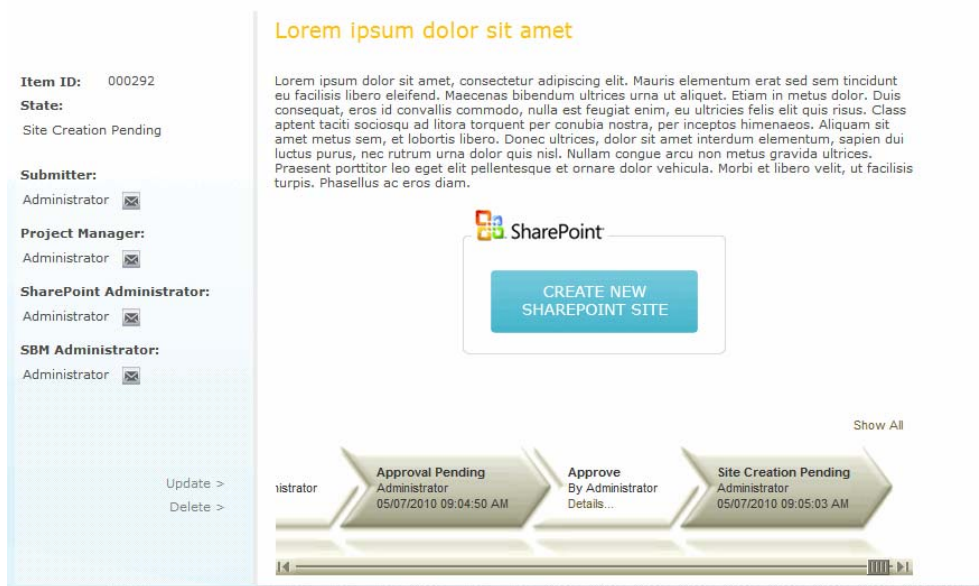 Lorem ipsum dolor sit amet
Item ID: 000292
State:
Site Creation Pending
Submitter:
Administrator
Project Manager:
Administrator
SharePoint Administrator:
Administrator
SBM Administrator:
Administrator
Update >
Delete >
Lorem ipsum dolor sit amet, consectetur adipiscing elit. Mauris elementum erat sed sem tincidunt
eu facilisis libero eleifend. Maecenas bibendum ultrices urna ut aliquet. Etiam in metus dolor. Duis
consequat, eros id convallis commodo, nulla est feugiat enim, eu ultricies felis elit quis risus. Class
aptent taciti sociosqu ad litora torquent per conubia nostra, per inceptos himenaeos. Aliquam sit
amet metus sem, et lobortis libero. Donec ultrices, dolor sit amet interdum elementum, sapien dui
luctus purus, nec rutrum urna dolor quis nisl. Nullam congue arcu non metus gravida ultrices.
Praesent porttitor leo eget elit pellentesque et ornare dolor vehicula. Morbi et libero velit, ut facilisis
turpis. Phasellus ac eros diam.
SharePoint
CREATE NEW
SHAREPOINT SITE
Show All
Approval Pending
Administrator
05/07/2010 09:04:50 AM
Approve
By Administrator
Details...
Site Creation Pending
Administrator
05/07/2010 09:05:03 AM